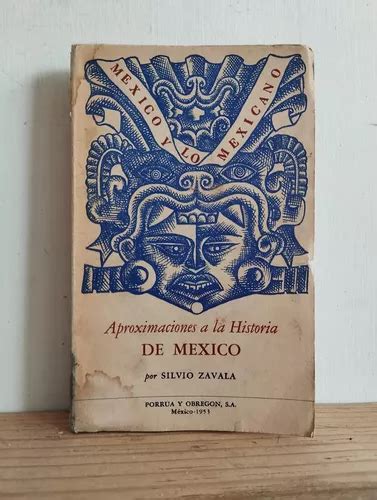 MEXICO Y LO MEXICANO
Aproximaciones a la Historia
DE MEXICO
por SILVIO ZAVALA
PORRUA Y OBREGON, S.A.
México-1953